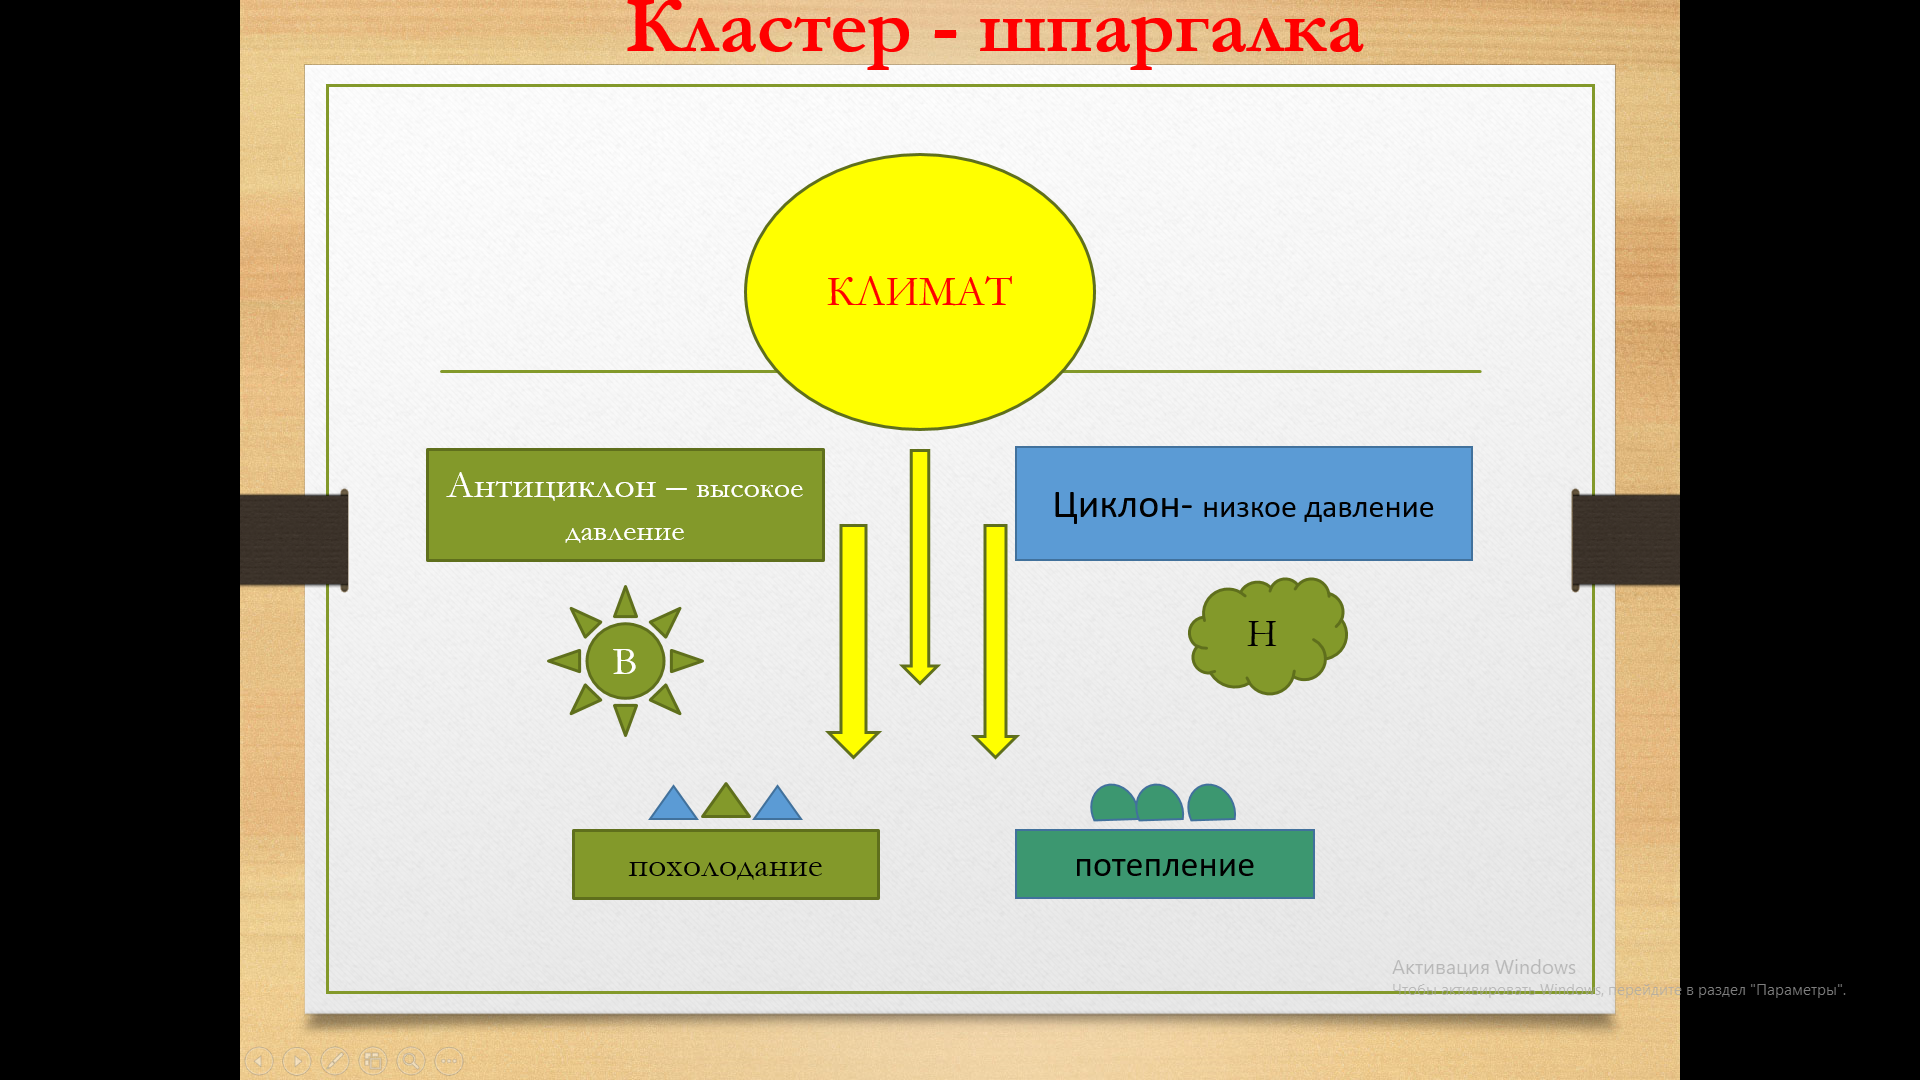 Кластер - шпаргалка
КЛИМАТ
Антициклон – высокое
давление
Циклон- низкое давление
В
Н
похолодание
потепление
Активация Windows
Чтобы активировать Windows, перейдите в раздел "Параметры".